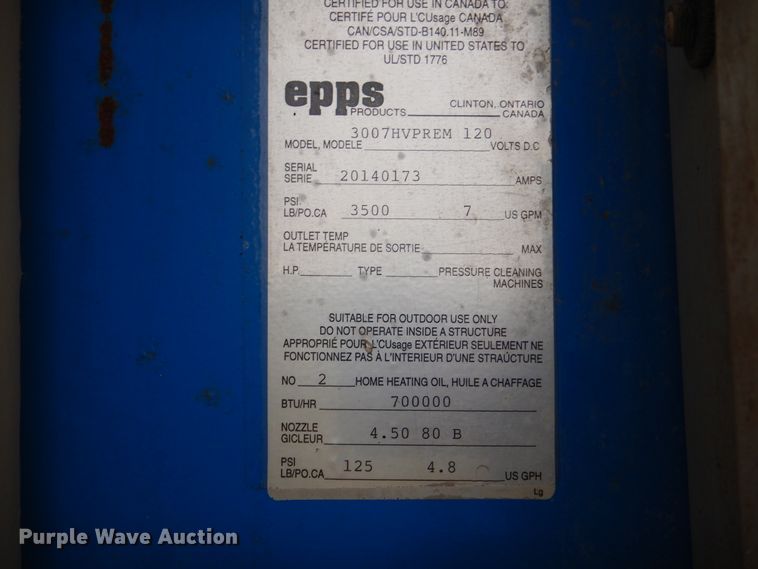 CERTIFIED FOR USE IN CANADA TO:
CERTIFÉ POUR L'CUsage CANADA
CAN/CSA/STD-B140.11-M89
CERTIFIED FOR USE IN UNITED STATES TO
UL/STD 1776
epps
PRODUCTS CLINTON, ONTARIO
CANADA
3007HVPREM 120
MODEL, MODELE VOLTS D.C
SERIAL
SERIE 20140173 AMPS
PSI
LB/PO.CA 3500 7 US GPM
OUTLET TEMP
LA TEMPÉRATURE DE SORTIE MAX
H.P. TYPE PRESSURE CLEANING
MACHINES
SUITABLE FOR OUTDOOR USE ONLY
DO NOT OPERATE INSIDE A STRUCTURE
APPROPRIÉ POUR L'CUsage EXTÉRIEUR SEULEMENT NE
FONCTIONNEZ PAS À L'INTERIEUR D'UNE STRAÚCTURE
NO 2 HOME HEATING OIL, HUILE A CHAFFAGE
BTU/HR 700000
NOZZLE
GICLEUR 4.50 80 B
PSI
LB/PO.CA 125 4.8 US GPH
Lg
Purple Wave Auction